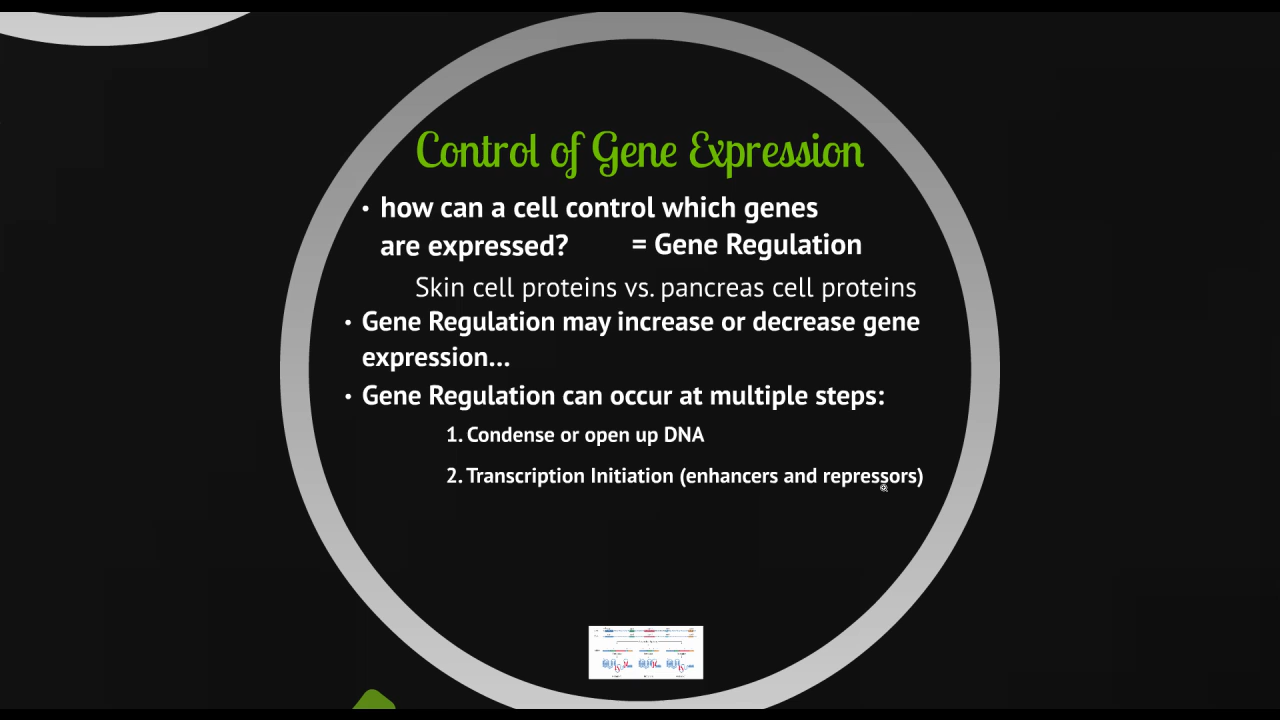 Control of Gene Expression
• how can a cell control which genes
are expressed? = Gene Regulation
Skin cell proteins vs. pancreas cell proteins
• Gene Regulation may increase or decrease gene
expression...
• Gene Regulation can occur at multiple steps:
1. Condense or open up DNA
2. Transcription Initiation (enhancers and repressors)